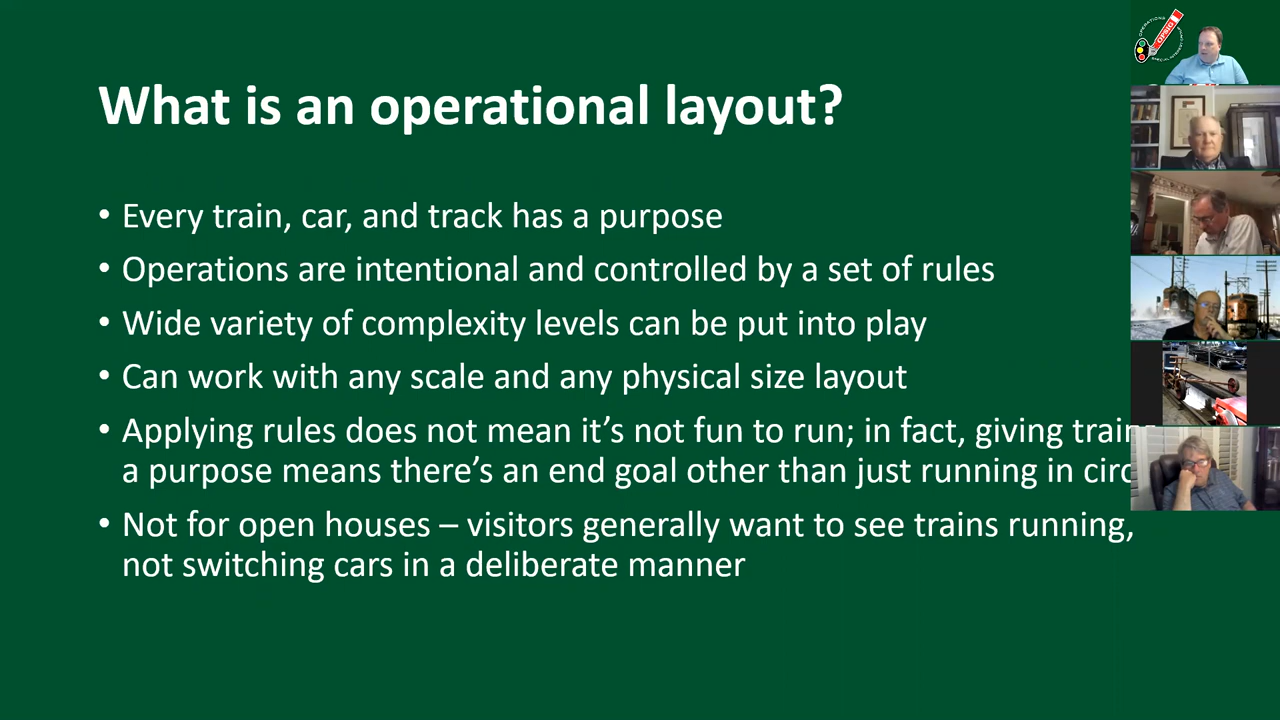 What is an operational layout?
• Every train, car, and track has a purpose
• Operations are intentional and controlled by a set of rules
• Wide variety of complexity levels can be put into play
• Can work with any scale and any physical size layout
• Applying rules does not mean it’s not fun to run; in fact, giving
a purpose means there’s an end goal other than just running in
• Not for open houses – visitors generally want to see trains running,
not switching cars in a deliberate manner
OPERATIONS
OPSIG